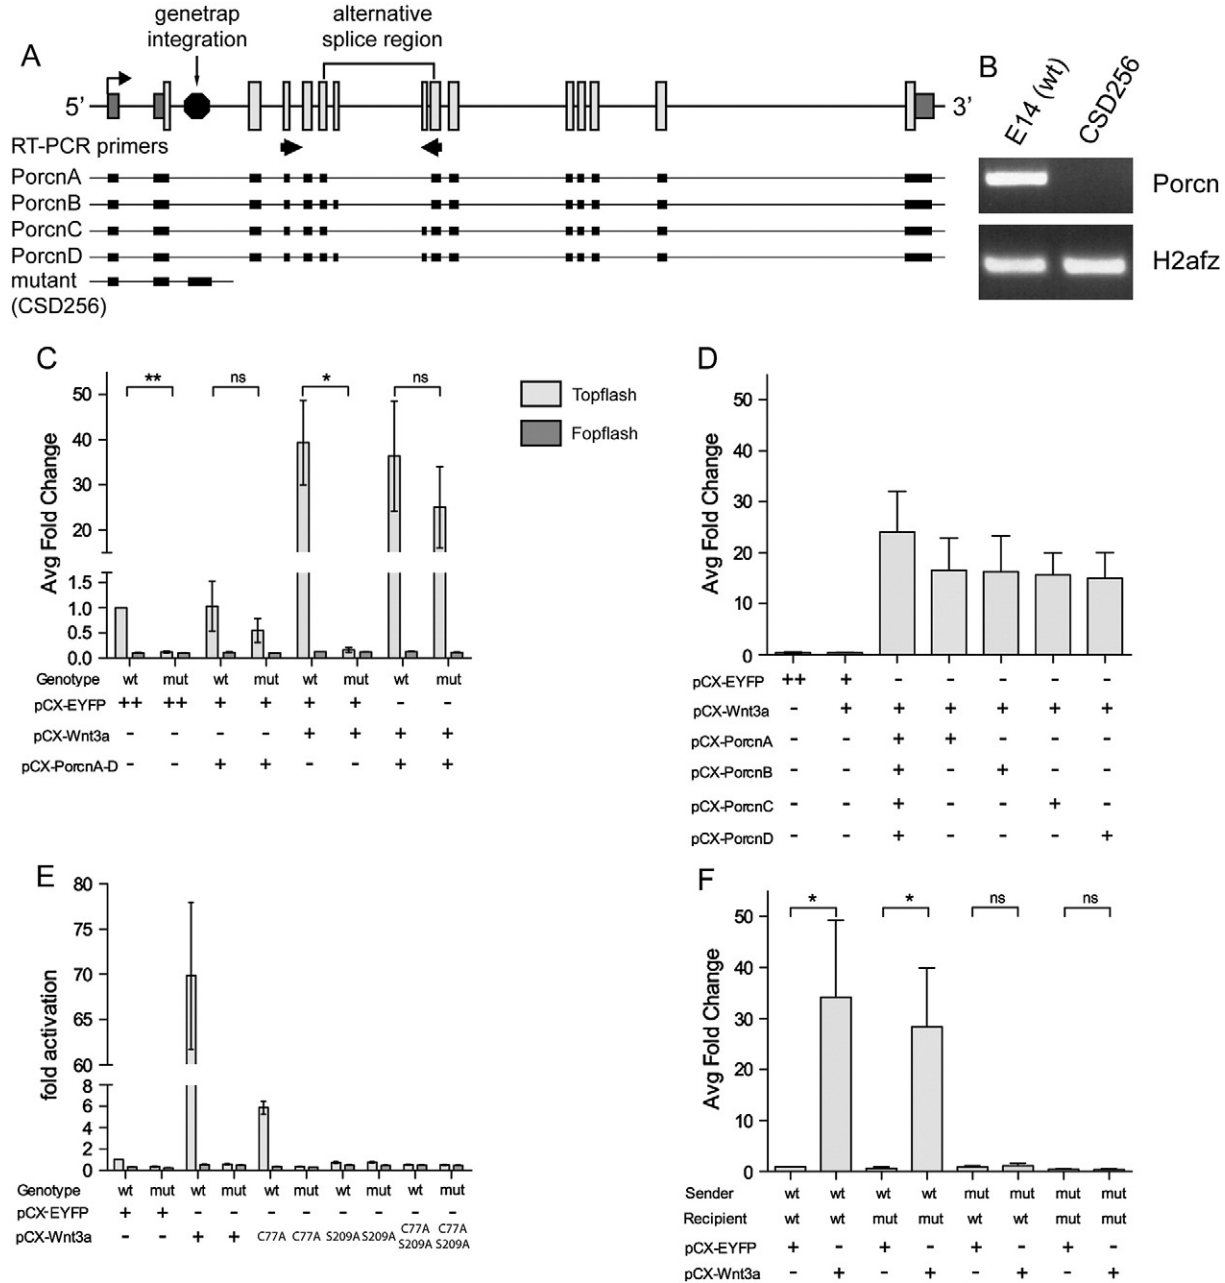 genetrap
integration
alternative
splice region
A
5’
3’
RT-PCR primers
PorcnA
PorcnB
PorcnC
PorcnD
mutant
(CSD256)
B
E14 (wt)
CSD256
Porcn
H2afz
C
Avg Fold Change
50
40
30
20
1.5
1.0
0.5
0.0
**
ns
*
ns
Topflash
Fopflash
Genotype wt mut wt mut wt mut wt mut
pCX-EYFP ++ ++ + + + + - -
pCX-Wnt3a - - - - + + + +
pCX-PorcnA-D - - + + - - + +
D
Avg Fold Change
50
40
30
20
10
0
pCX-EYFP ++ + - - - - -
pCX-Wnt3a - + + + + + +
pCX-PorcnA - - + + - - -
pCX-PorcnB - - + - + - -
pCX-PorcnC - - + - - + -
pCX-PorcnD - - + - - - +
E
fold activation
80
75
70
65
60
8
6
4
2
0
Genotype wt mut wt mut wt mut wt mut wt mut
pCX-EYFP + +
pCX-Wnt3a - - + + C77A C77A S209A S209A C77A S209A C77A S209A
F
Avg Fold Change
50
40
30
20
10
0
*
*
ns
ns
Sender wt wt wt wt mut mut mut mut
Recipient wt wt mut mut wt wt mut mut
pCX-EYFP + - + - + - + -
pCX-Wnt3a - + - + - + - +